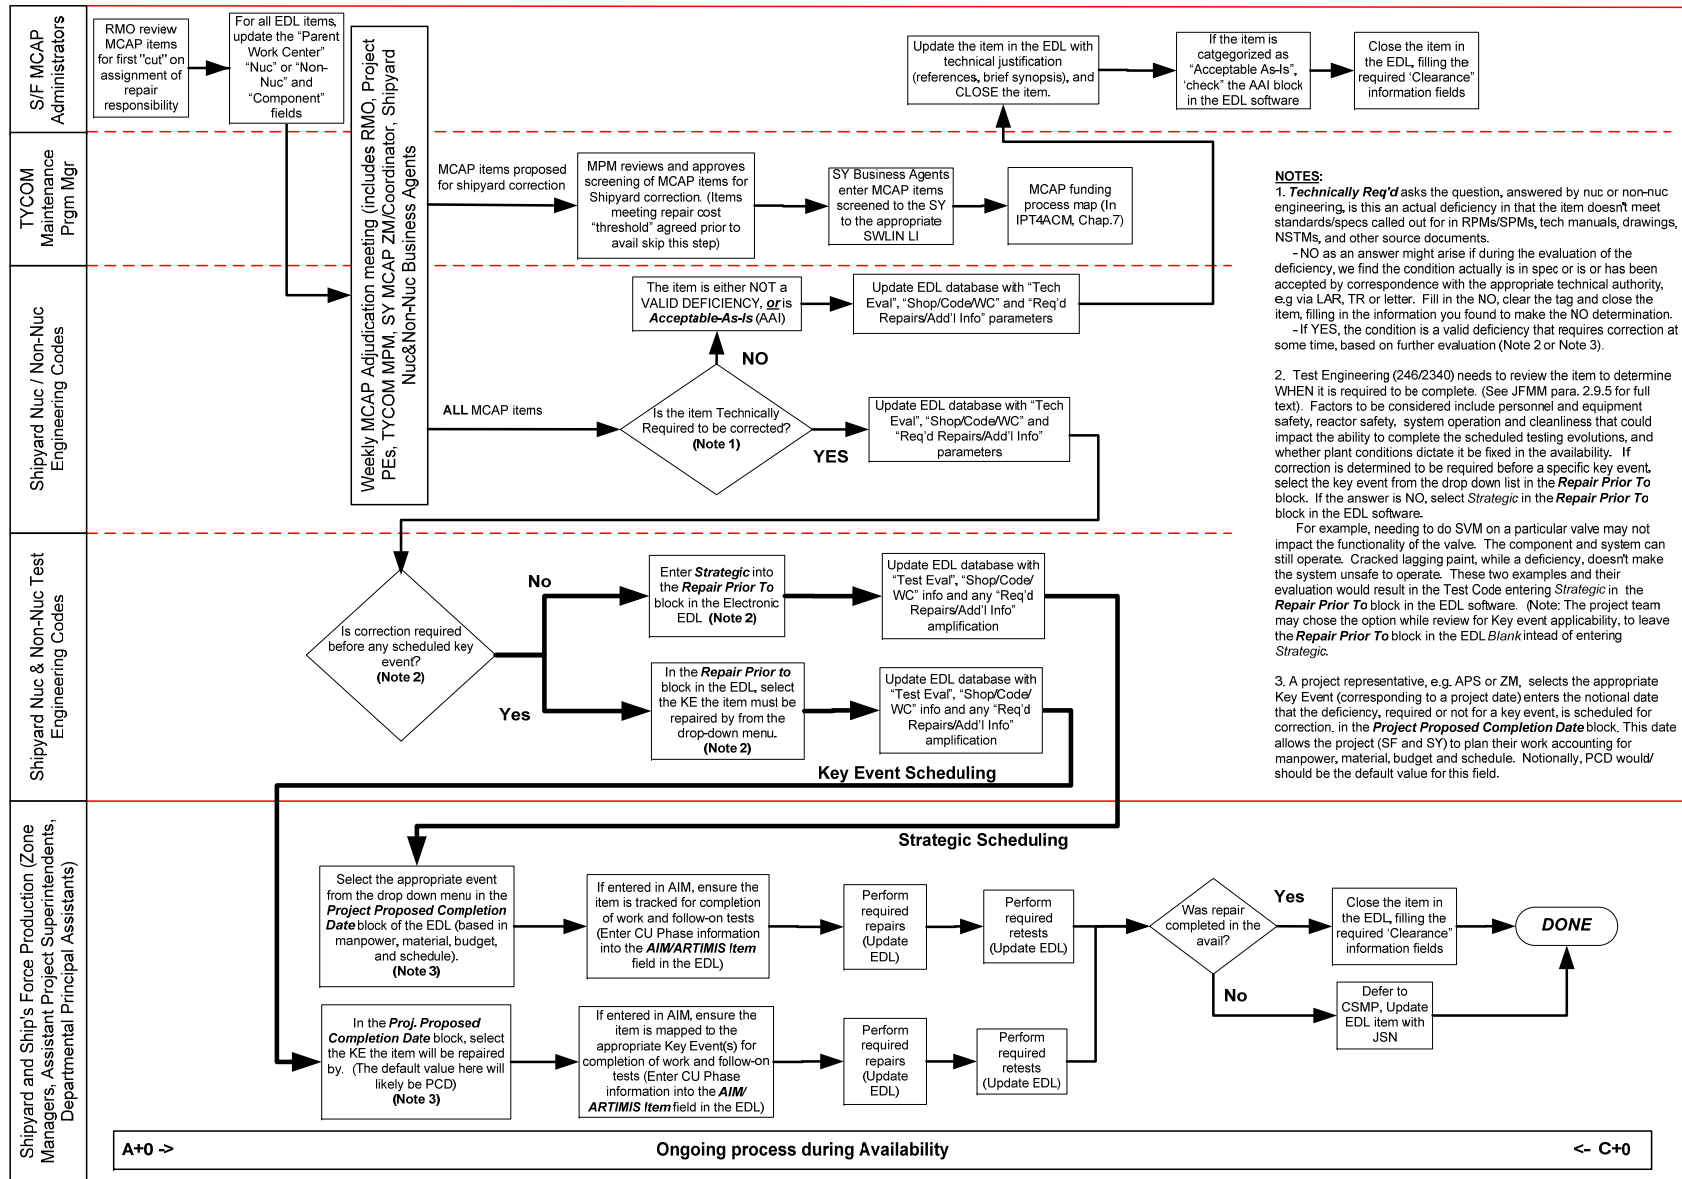 S/F MCAP
Administrators
RMO review
MCAP items
for first "cut" on
assignment of
repair
responsibility
For all EDL items,
update the “Parent
Work Center”
“Nuc” or “Non-
Nuc” and
“Component”
fields
Update the item in the EDL with
technical justification
(references, brief synopsis), and
CLOSE the item.
If the item is
catgegorized as
“Acceptable As-Is”,
‘check” the AAI block
in the EDL software
Close the item in
the EDL, filling the
required ‘Clearance”
information fields
Weekly MCAP Adjudication meeting (includes RMO, Project
PEs, TYCOM MPM, SY MCAP ZM/Coordinator, Shipyard
Nuc&Non-Nuc Business Agents
TYCOM
Maintenance
Prgm Mgr
MCAP items proposed
for shipyard correction
MPM reviews and approves
screening of MCAP items for
Shipyard correction. (Items
meeting repair cost
“threshold” agreed prior to
avail skip this step)
SY Business Agents
enter MCAP items
screened to the SY
to the appropriate
SWLIN LI
MCAP funding
process map (In
IPT4ACM, Chap.7)
Shipyard Nuc / Non-Nuc
Engineering Codes
The item is either NOT a
VALID DEFICIENCY, or is
Acceptable-As-Is (AAI)
Update EDL database with “Tech
Eval”, “Shop/Code/WC” and “Req’d
Repairs/Add’l Info” parameters
NO
ALL MCAP items
Is the item Technically
Required to be corrected?
(Note 1)
YES
Update EDL database with “Tech
Eval”, “Shop/Code/WC” and
“Req’d Repairs/Add’l Info”
parameters
Shipyard Nuc & Non-Nuc Test
Engineering Codes
Is correction required
before any scheduled key
event?
(Note 2)
No
Enter Strategic into
the Repair Prior To
block in the Electronic
EDL (Note 2)
Update EDL database with
“Test Eval”, “Shop/Code/
WC” info and any “Req’d
Repairs/Add’l Info”
amplification
Yes
In the Repair Prior to
block in the EDL, select
the KE the item must be
repaired by from the
drop-down menu.
(Note 2)
Update EDL database with
“Test Eval”, “Shop/Code/
WC” info and any “Req’d
Repairs/Add’l Info”
amplification
Key Event Scheduling
Strategic Scheduling
Shipyard and Ship's Force Production (Zone
Managers, Assistant Project Superintendents,
Departmental Principal Assistants)
Select the appropriate event
from the drop down menu in the
Project Proposed Completion
Date block of the EDL (based in
manpower, material, budget,
and schedule).
(Note 3)
If entered in AIM, ensure the
item is tracked for completion
of work and follow-on tests
(Enter CU Phase information
into the AIM/ARTIMIS Item
field in the EDL)
Perform
required
repairs
(Update
EDL)
Perform
required
retests
(Update EDL)
Was repair
completed in the
avail?
Yes
Close the item in
the EDL, filling the
required ‘Clearance”
information fields
DONE
No
Defer to
CSMP, Update
EDL item with
JSN
In the Proj. Proposed
Completion Date block, select
the KE the item will be repaired
by. (The default value here will
likely be PCD)
(Note 3)
If entered in AIM, ensure the
item is mapped to the
appropriate Key Event(s) for
completion of work and follow-on
tests (Enter CU Phase
information into the AIM/
ARTIMIS Item field in the EDL)
Perform
required
repairs
(Update
EDL)
Perform
required
retests
(Update EDL)
A+0 ->
Ongoing process during Availability
<- C+0
NOTES:
1. Technically Req'd asks the question, answered by nuc or non-nuc
engineering, is this an actual deficiency in that the item doesn’t meet
standards/specs called out for in RPMs/SPMs, tech manuals, drawings,
NSTMs, and other source documents.
– NO as an answer might arise if during the evaluation of the
deficiency, we find the condition actually is in spec or is or has been
accepted by correspondence with the appropriate technical authority,
e.g via LAR, TR or letter. Fill in the NO, clear the tag and close the
item, filling in the information you found to make the NO determination.
– If YES, the condition is a valid deficiency that requires correction at
some time, based on further evaluation (Note 2 or Note 3).
2. Test Engineering (246/2340) needs to review the item to determine
WHEN it is required to be complete. (See JFMM para. 2.9.5 for full
text). Factors to be considered include personnel and equipment
safety, reactor safety, system operation and cleanliness that could
impact the ability to complete the scheduled testing evolutions, and
whether plant conditions dictate it be fixed in the availability. If
correction is determined to be required before a specific key event,
select the key event from the drop down list in the Repair Prior To
block. If the answer is NO, select Strategic in the Repair Prior To
block in the EDL software.
For example, needing to do SVM on a particular valve may not
impact the functionality of the valve. The component and system can
still operate. Cracked lagging paint, while a deficiency, doesn’t make
the system unsafe to operate. These two examples and their
evaluation would result in the Test Code entering Strategic in the
Repair Prior To block in the EDL software. (Note: The project team
may chose the option while review for Key event applicability, to leave
the Repair Prior To block in the EDL Blank intead of entering
Strategic.
3. A project representative, e.g. APS or ZM, selects the appropriate
Key Event (corresponding to a project date) enters the notional date
that the deficiency, required or not for a key event, is scheduled for
correction. in the Project Proposed Completion Date block. This date
allows the project (SF and SY) to plan their work accounting for
manpower, material, budget and schedule. Notionally, PCD would/
should be the default value for this field.